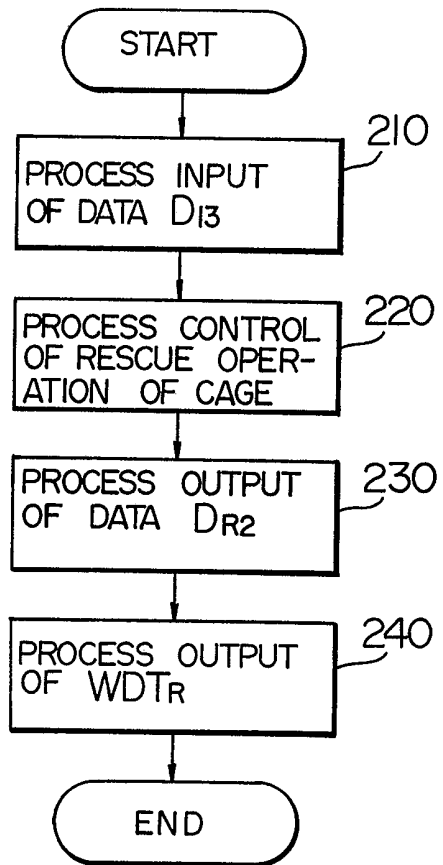 START
210
PROCESS INPUT
OF DATA D13
220
PROCESS CONTROL
OF RESCUE OPER-
ATION OF CAGE
230
PROCESS OUTPUT
OF DATA DR2
240
PROCESS OUTPUT
OF WDTR
END